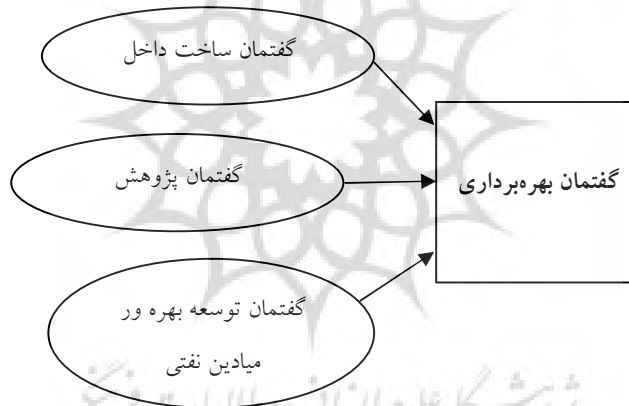 گفتمان ساخت داخل
گفتمان پژوهش
گفتمان بهره‌برداری
گفتمان توسعه بهره ور
میادین نفتی